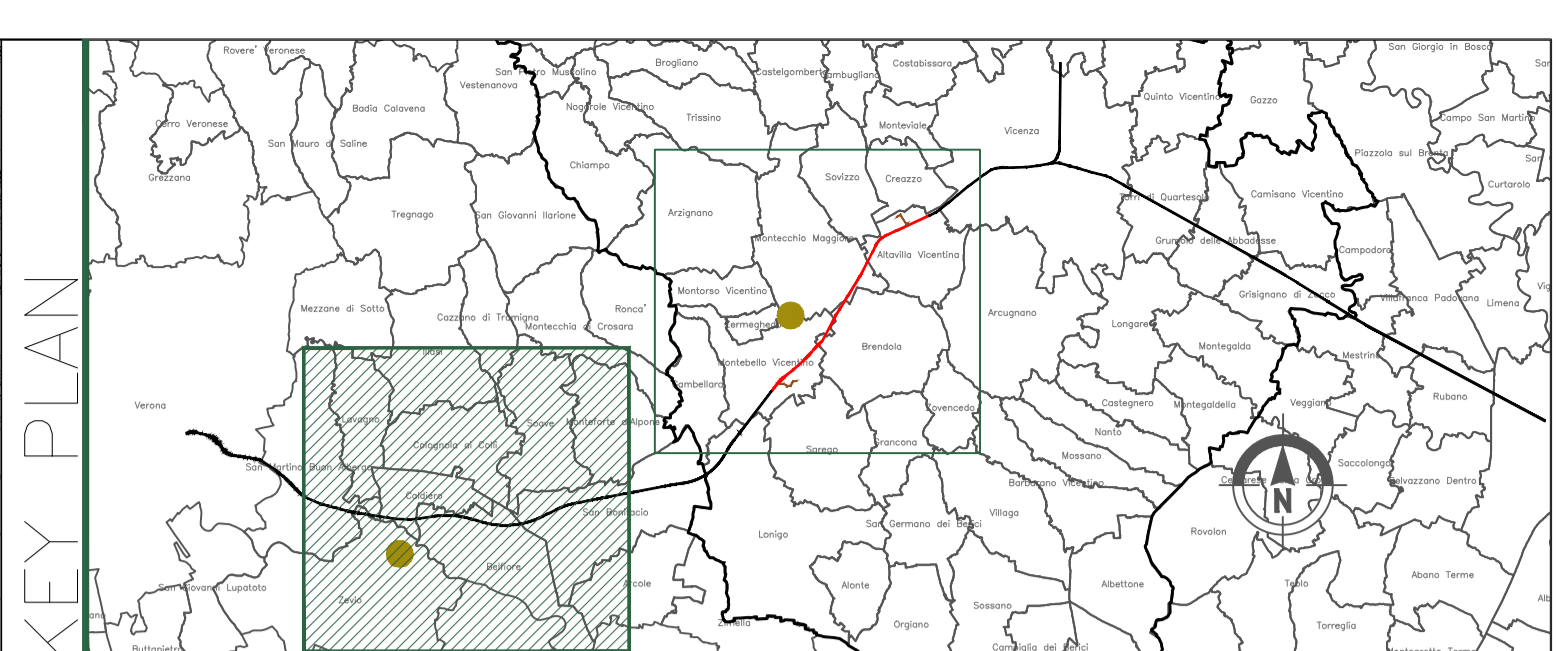 KEY PLAN
San Giorgio in Bosco
Rovere' Veronese
Brogliano
Costabissara
San Pietro Mussolino
Castelgomberto
Gambugliano
Vestenanova
Quinto Vicentino
Gazzo
Badia Calavena
Nogarole Vicentino
Trissino
Campo San Martino
Cerro Veronese
Monteviale
Vicenza
San Mauro di Saline
Piazzola sul Brenta
Chiampo
Grezzana
Sovizzo
Creazzo
Curtarolo
Torri di Quartesolo
Camisano Vicentino
Tregnago
San Giovanni Ilarione
Arzignano
Montecchio Maggiore
Grumolo delle Abbadesse
Campodoro
Altavilla Vicentina
Montorso Vicentino
Grisignano di Zocco
Villafranca Padovana
Limena
Mezzane di Sotto
Ronca'
Cazzano di Tramigna
Montecchia di Crosara
Zermeghedo
Arcugnano
Longare
Brendola
Montegalda
Mestrino
Illasi
Montebello Vicentino
Gambellara
Rubano
Verona
Castegnero
Montegaldella
Veggiano
Zovencedo
Lavagno
Soave
Monteforte d'Alpone
Nanto
Colognola ai Colli
Grancona
Sarego
Mossano
San Martino Buon Albergo
Saccolongo
Barbarano Vicentino
Selvazzano Dentro
Caldiero
San Bonifacio
Villaga
San Germano dei Berici
N
Lonigo
Rovolon
Belfiore
Arcole
Alonte
Albettone
Teolo
Abano Terme
San Giovanni Lupatoto
Zevio
Sossano
Orgiano
Zimella
Torreglia
Buttapietra
Campiglia dei Berici
Montegrotto Terme